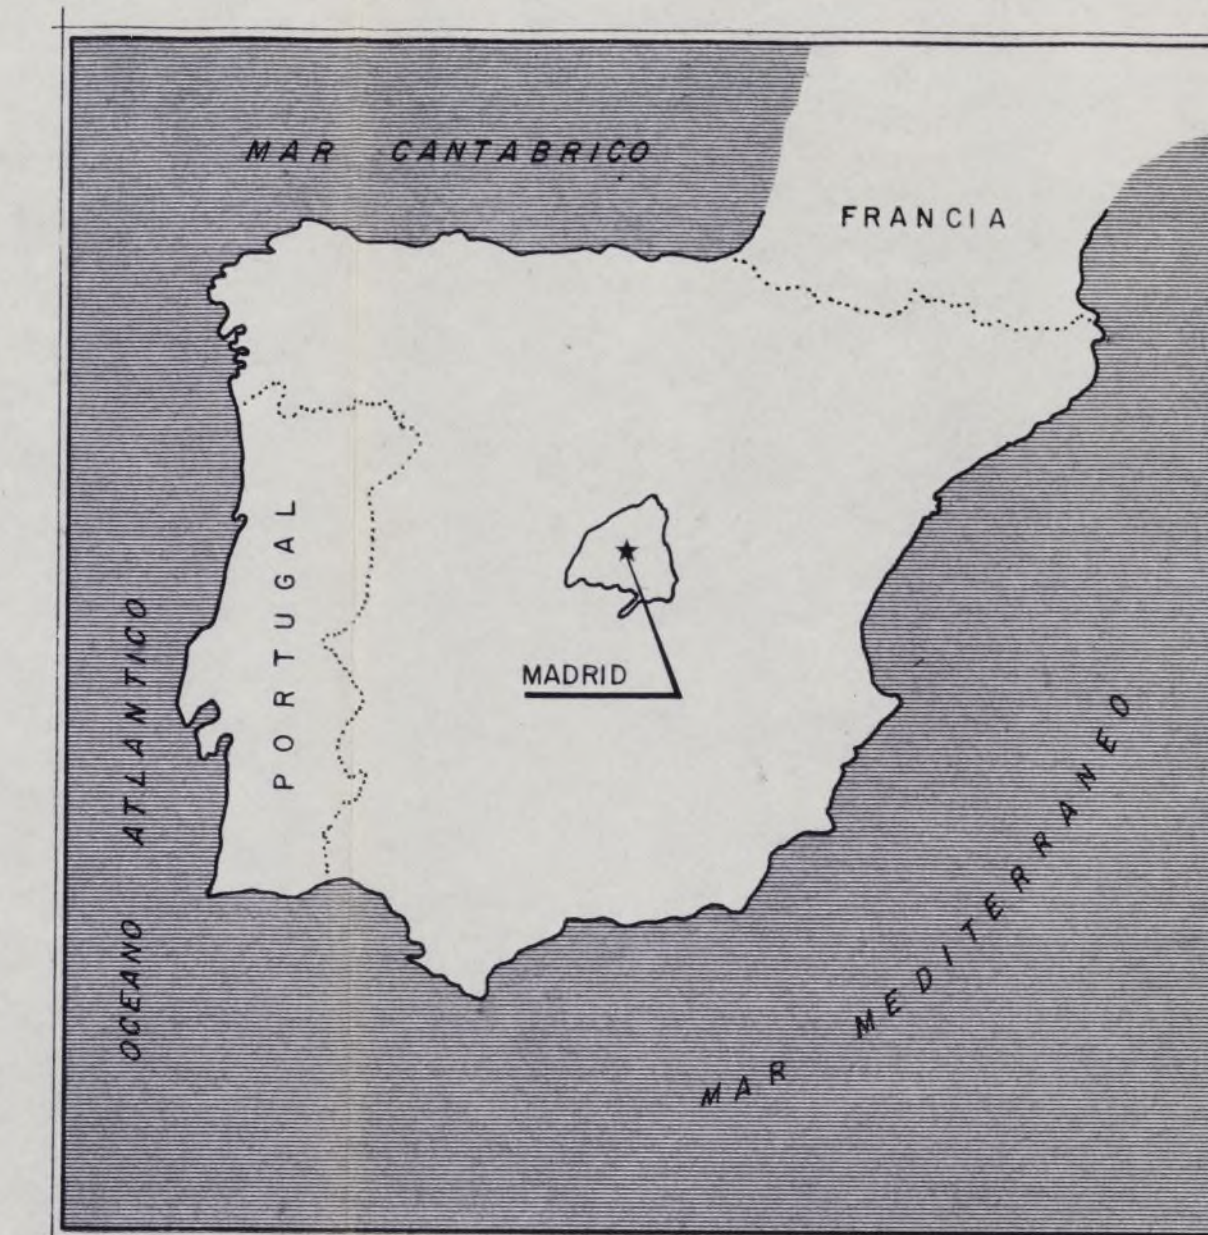 MAR CANTABRICO
FRANCIA
PORTUGAL
MADRID
OCEANO ATLANTICO
MAR MEDITERRANEO